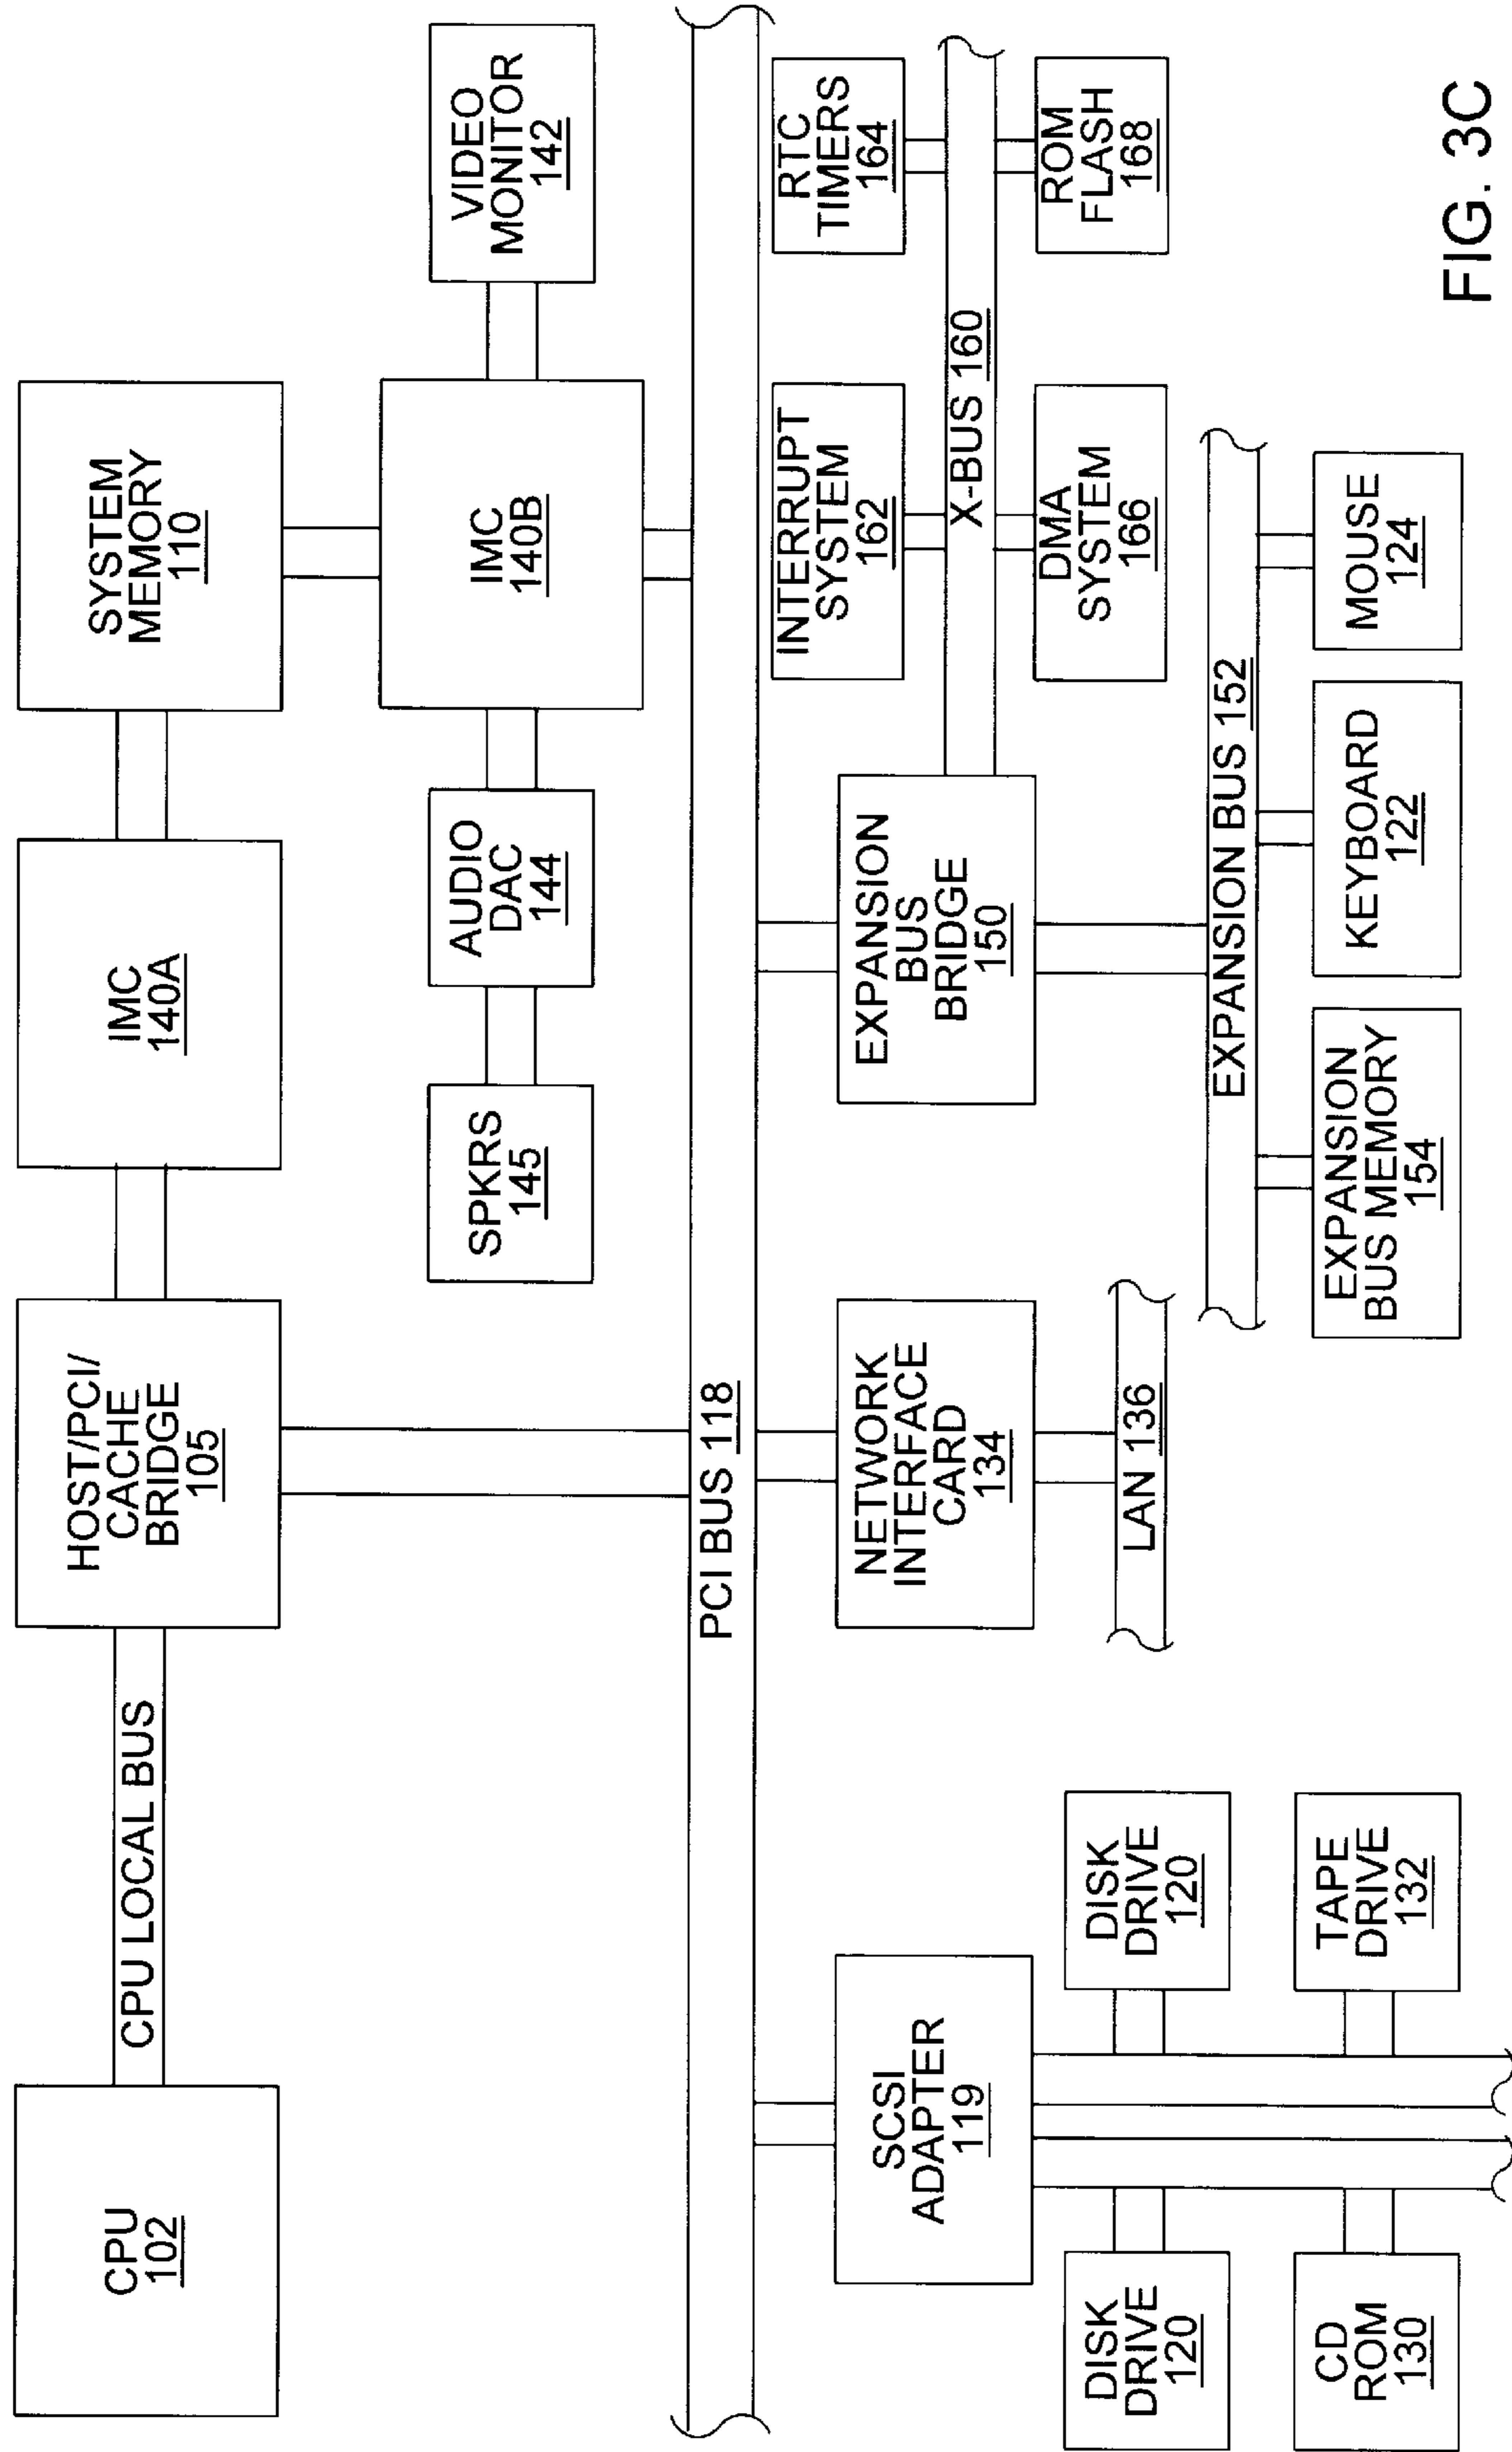 CPU
102
CPU LOCAL BUS
HOST/PCI/
CACHE
BRIDGE
105
IMC
140A
SYSTEM
MEMORY
110
SPKRS
145
AUDIO
DAC
144
IMC
140B
VIDEO
MONITOR
142
PCI BUS 118
SCSI
ADAPTER
119
NETWORK
INTERFACE
CARD
134
EXPANSION
BUS
BRIDGE
150
INTERRUPT
SYSTEM
162
RTC
TIMERS
164
X-BUS 160
DMA
SYSTEM
166
ROM
FLASH
168
DISK
DRIVE
120
DISK
DRIVE
120
LAN 136
EXPANSION BUS 152
CD
ROM
130
TAPE
DRIVE
132
EXPANSION
BUS MEMORY
154
KEYBOARD
122
MOUSE
124
FIG. 3C